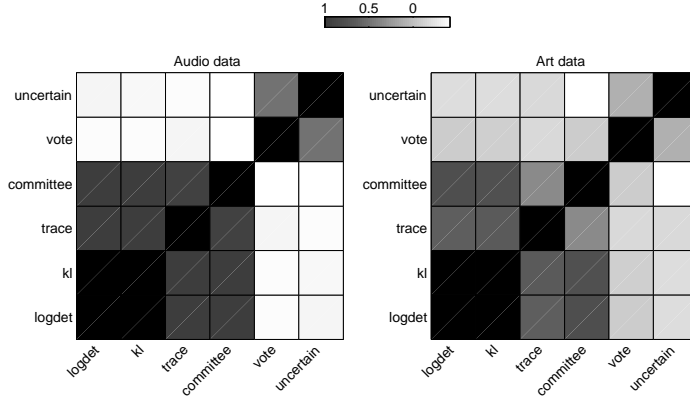 1 0.5 0
Audio data
uncertain
vote
committee
trace
kl
logdet
logdet kl trace committee vote uncertain
Art data
uncertain
vote
committee
trace
kl
logdet
logdet kl trace committee vote uncertain